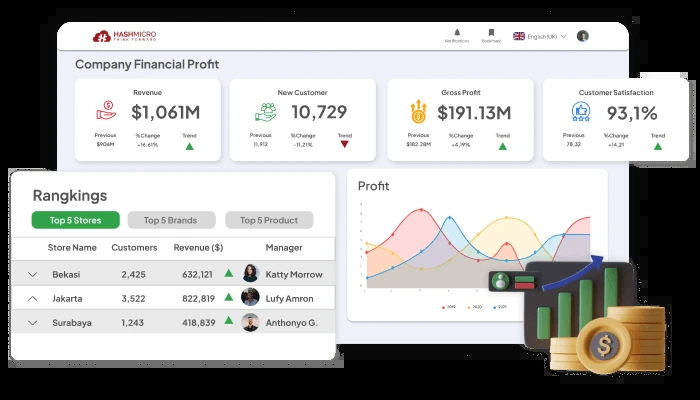 HASHMICRO
THINK FORWARD
Notifications
Bookmark
English(UK)
Company Financial Profit
Revenue
$1,061M
Previous
%Change
Trend
$906M
+16.61%
New Customer
10,729
Previous
%Change
Trend
11,912
-11,21%
Gross Profit
$191.13M
Previous
%Change
Trend
$182.28M
+4,19%
Customer Satisfaction
93,1%
Previous
%Change
Trend
78,32
+14,21
Rangkings
Top 5 Stores
Top 5 Brands
Top 5 Product
Store Name Customers Revenue ($) Manager
Bekasi 2,425 632,121 Katty Morrow
Jakarta 3,522 822,819 Lufy Amron
Surabaya 1,243 418,839 Anthonyo G.
Profit
2019 2020 2021
$